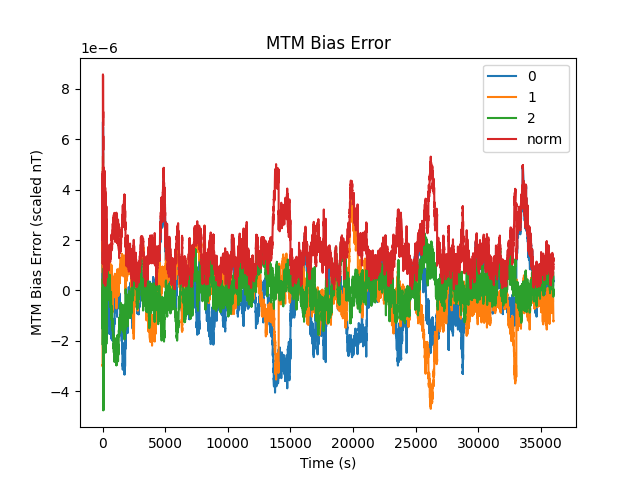 MTM Bias Error
1e−6
8
6
4
2
0
−2
−4
MTM Bias Error (scaled nT)
0
1
2
norm
0 5000 10000 15000 20000 25000 30000 35000
Time (s)